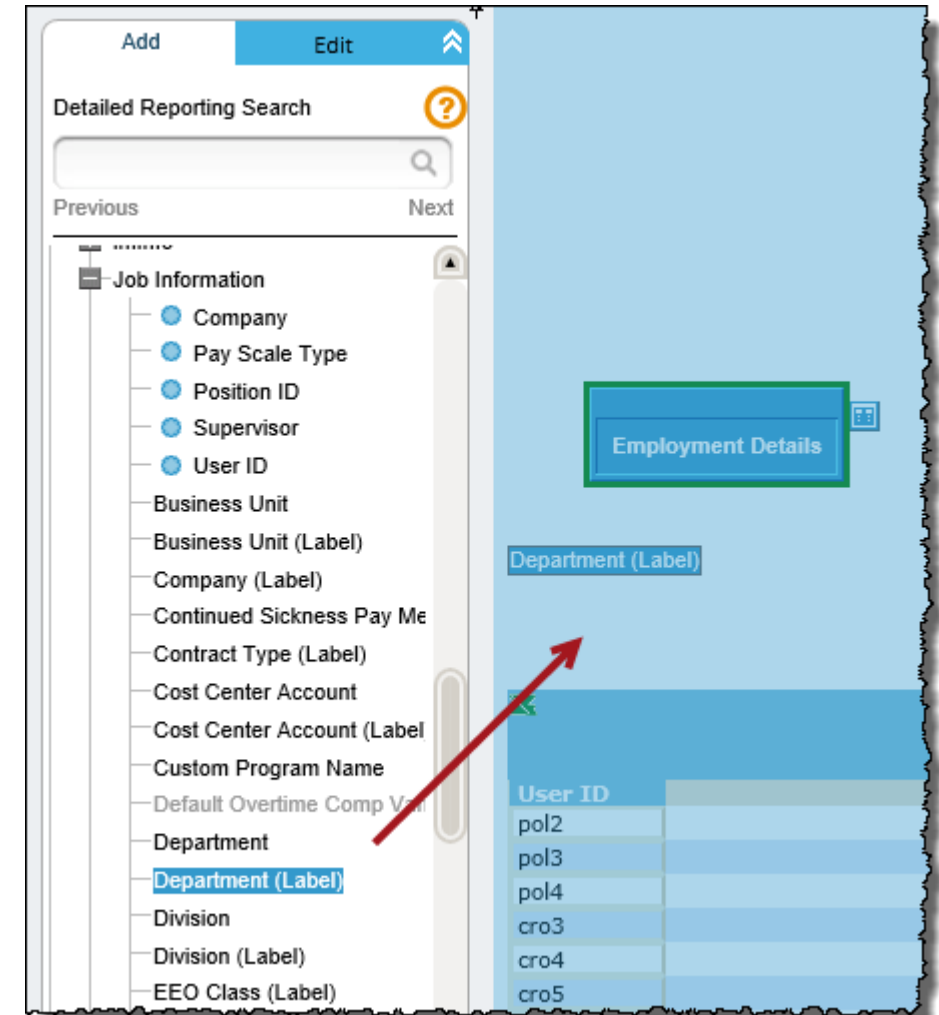 Add
Edit
Detailed Reporting Search
?
Previous
Next
Job Information
Company
Pay Scale Type
Position ID
Supervisor
User ID
Business Unit
Business Unit (Label)
Company (Label)
Continued Sickness Pay Me
Contract Type (Label)
Cost Center Account
Cost Center Account (Label
Custom Program Name
Default Overtime Comp Var
Department
Department (Label)
Division
Division (Label)
EEO Class (Label)
Employment Details
Department (Label)
User ID
pol2
pol3
pol4
cro3
cro4
cro5